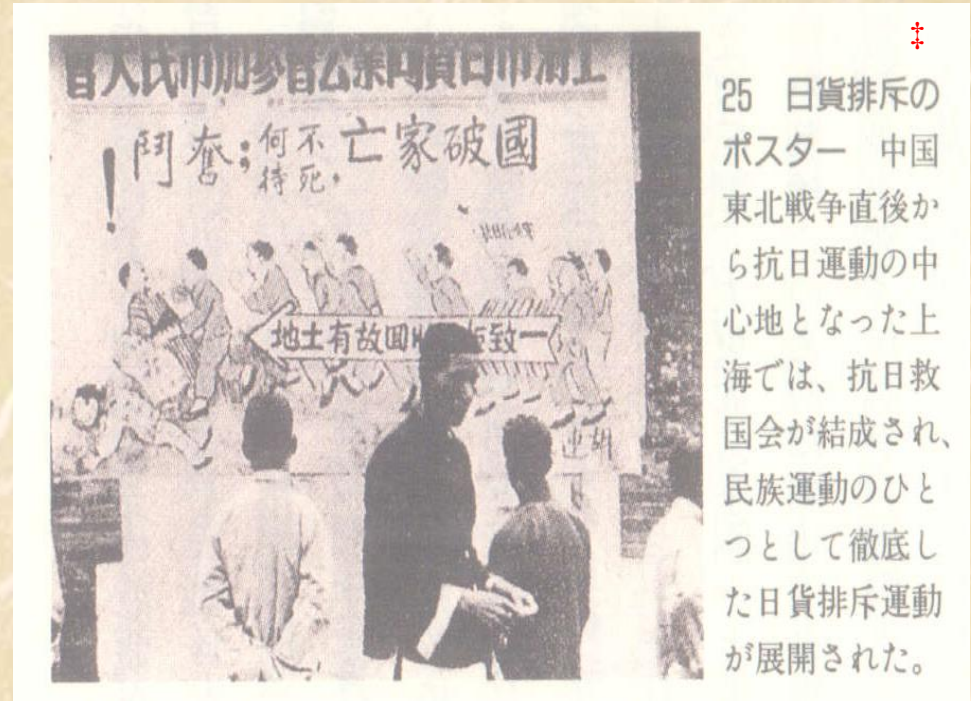 上海市日貨同業公會參加市民大會
國破家亡,不死何待;奮鬥!
一致 收回故有土地
‡
25 日貨排斥の
ポスター 中国
東北戦争直後か
ら抗日運動の中
心地となった上
海では、抗日救
国会が結成され、
民族運動のひと
つとして徹底し
た日貨排斥運動
が展開された。